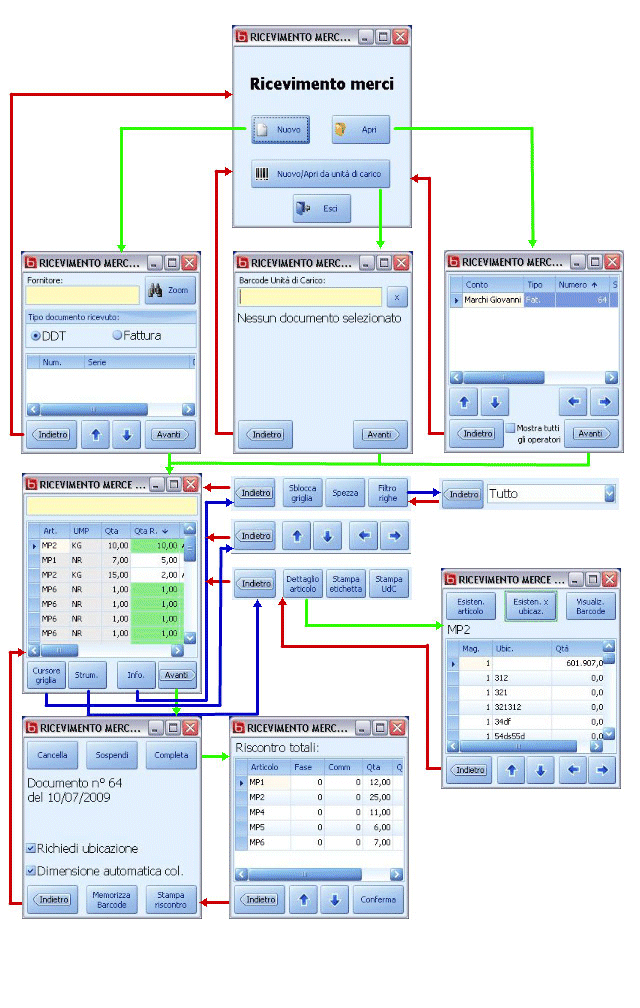 RICEVIMENTO MERC...
Ricevimento merci
Nuovo
Apri
Nuovo/Apri da unità di carico
Esci
RICEVIMENTO MERC...
Fornitore:
Zoom
Tipo documento ricevuto:
DDT
Fattura
Num. Serie
Indietro
Avanti
RICEVIMENTO MERC...
Barcode Unità di Carico:
x
Nessun documento selezionato
Indietro
Avanti
RICEVIMENTO MERC...
Conto Tipo Numero S
Marchi Giovanni Fat. 64
Indietro
Mostra tutti
gli operatori
Avanti
RICEVIMENTO MERCE ...
Art. UMP Qta Qta R.
MP2 KG 10,00 10,00
MP1 NR 7,00 5,00
MP2 KG 15,00 2,00
MP6 NR 1,00 1,00
MP6 NR 1,00 1,00
MP6 NR 1,00 1,00
MP6 NR 1,00 1,00
Cursore
griglia
Strum.
Info.
Avanti
Indietro
Sblocca
griglia
Spezza
Filtro
righe
Indietro
Tutto
Indietro
Indietro
Dettaglio
articolo
Stampa
etichetta
Stampa
UdC
RICEVIMENTO MERCE ...
Esisten.
articolo
Esisten. x
ubicaz.
Visualiz.
Barcode
MP2
Mag. Ubic. Qtà
1 601.907,0
1 312 0,0
1 321 0,0
1 321312 0,0
1 34df 0,0
1 54ds55d 0,0
Indietro
RICEVIMENTO MERC...
Cancella
Sospendi
Completa
Documento n° 64
del 10/07/2009
Richiedi ubicazione
Dimensione automatica col.
Indietro
Memorizza
Barcode
Stampa
riscontro
RICEVIMENTO MERC...
Riscontro totali:
Articolo Fase Comm Qta Q
MP1 0 0 12,00
MP2 0 0 25,00
MP4 0 0 11,00
MP5 0 0 6,00
MP6 0 0 7,00
Indietro
Conferma